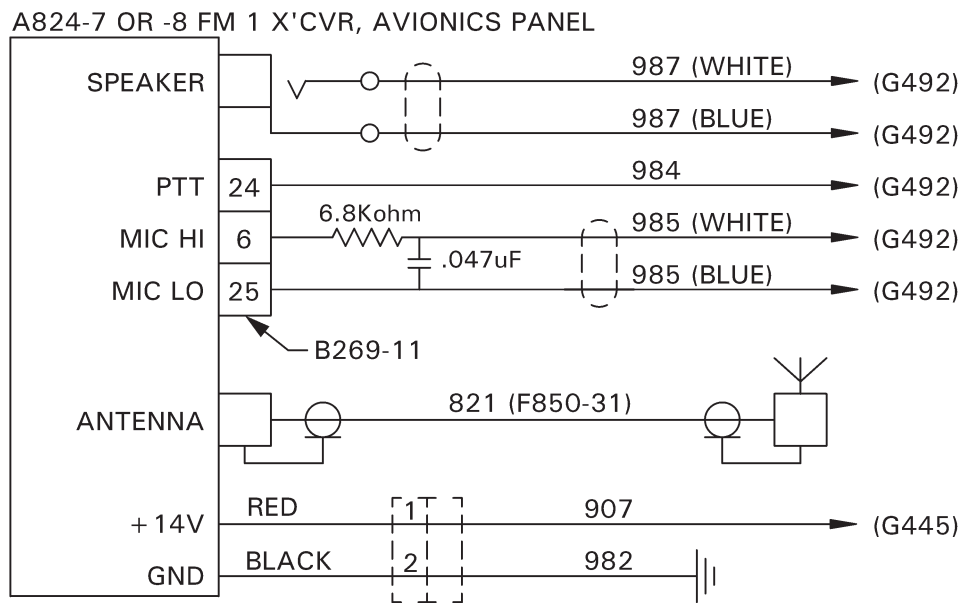 A824-7 OR -8 FM 1 X'CVR, AVIONICS PANEL
SPEAKER 987 (WHITE) (G492)
987 (BLUE) (G492)
PTT 24 984 (G492)
6.8Kohm
MIC HI 6 985 (WHITE) (G492)
.047uF
MIC LO 25 985 (BLUE) (G492)
B269-11
ANTENNA 821 (F850-31)
+14V RED 1 907 (G445)
GND BLACK 2 982